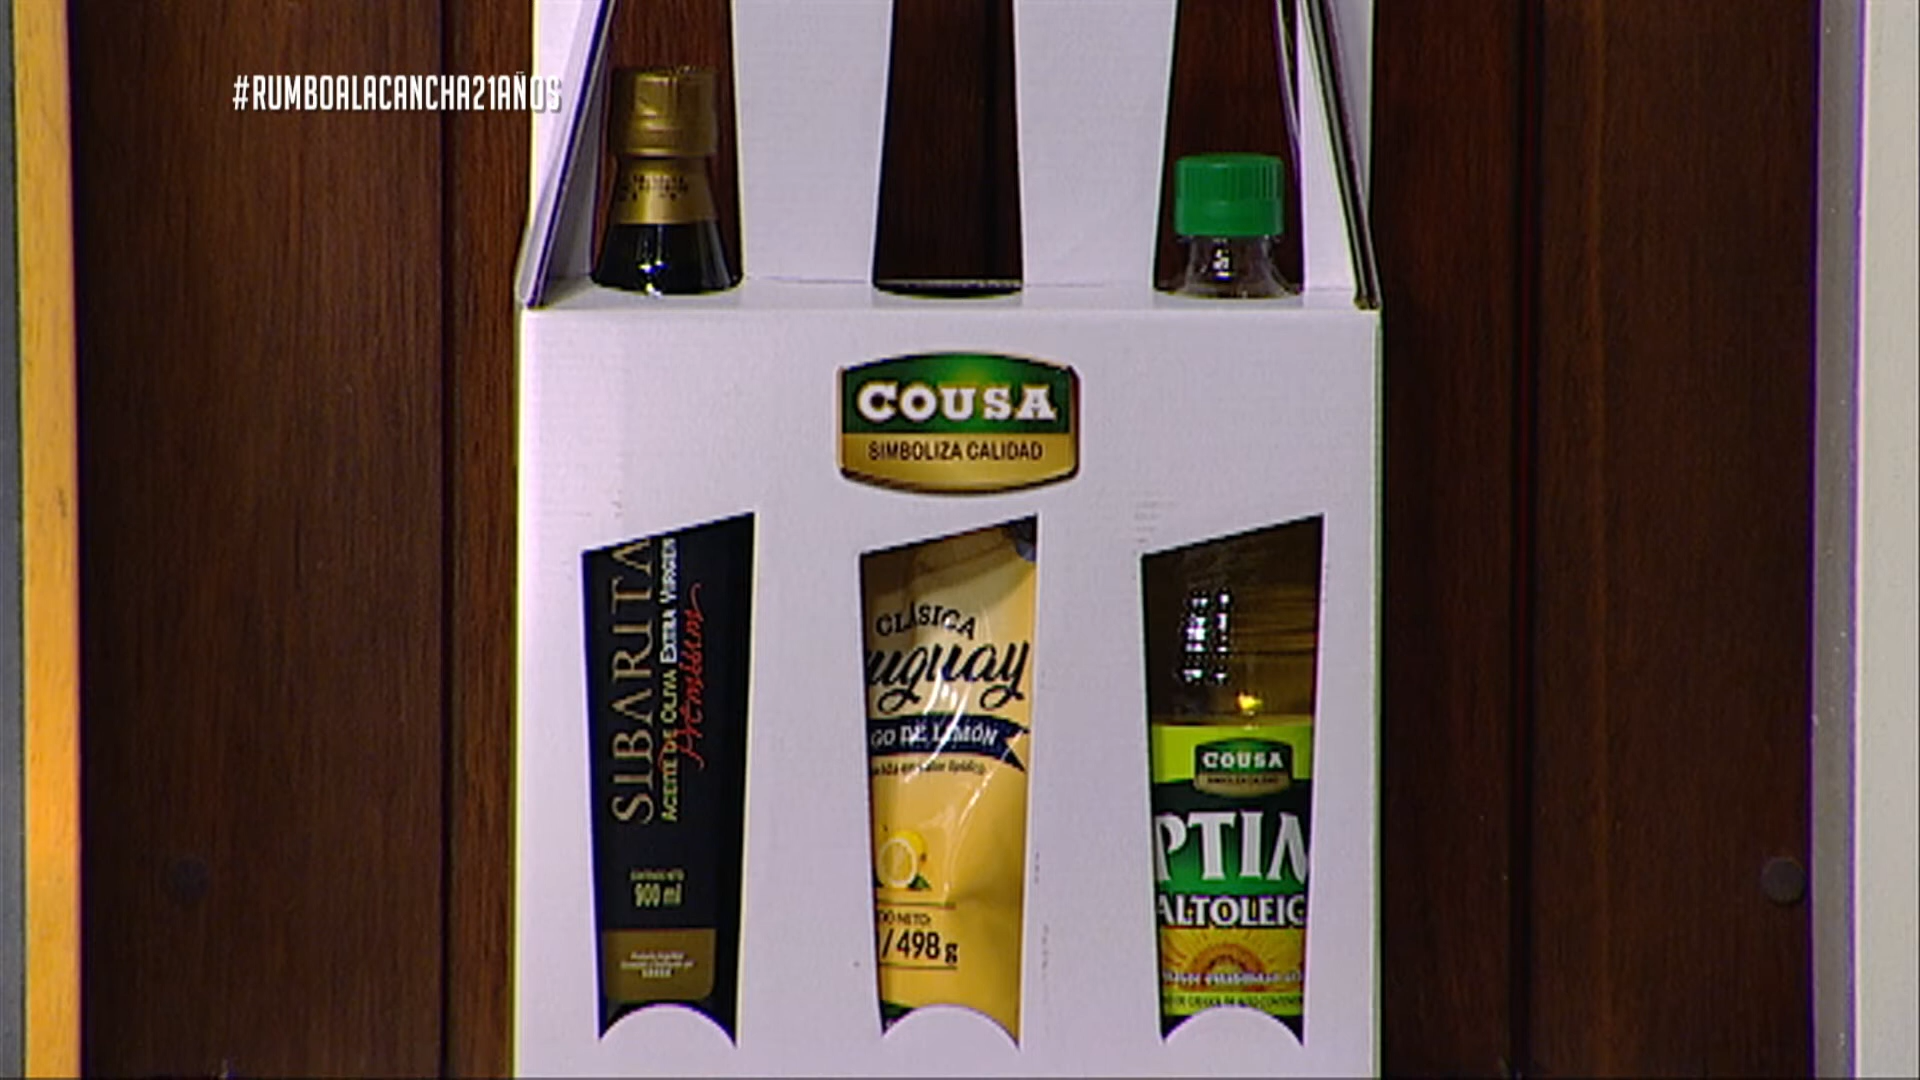 #RUMBOALACANCHA21AÑOS
COUSA
SIMBOLIZA CALIDAD
SIBARITA
ACEITE DE OLIVA EXTRA VIRGEN
Premium
900 ml
CLÁSICA
uguay
GO DE LIMÓN
NETO:
/498 g
COUSA
PTIM
ALTOLEIC